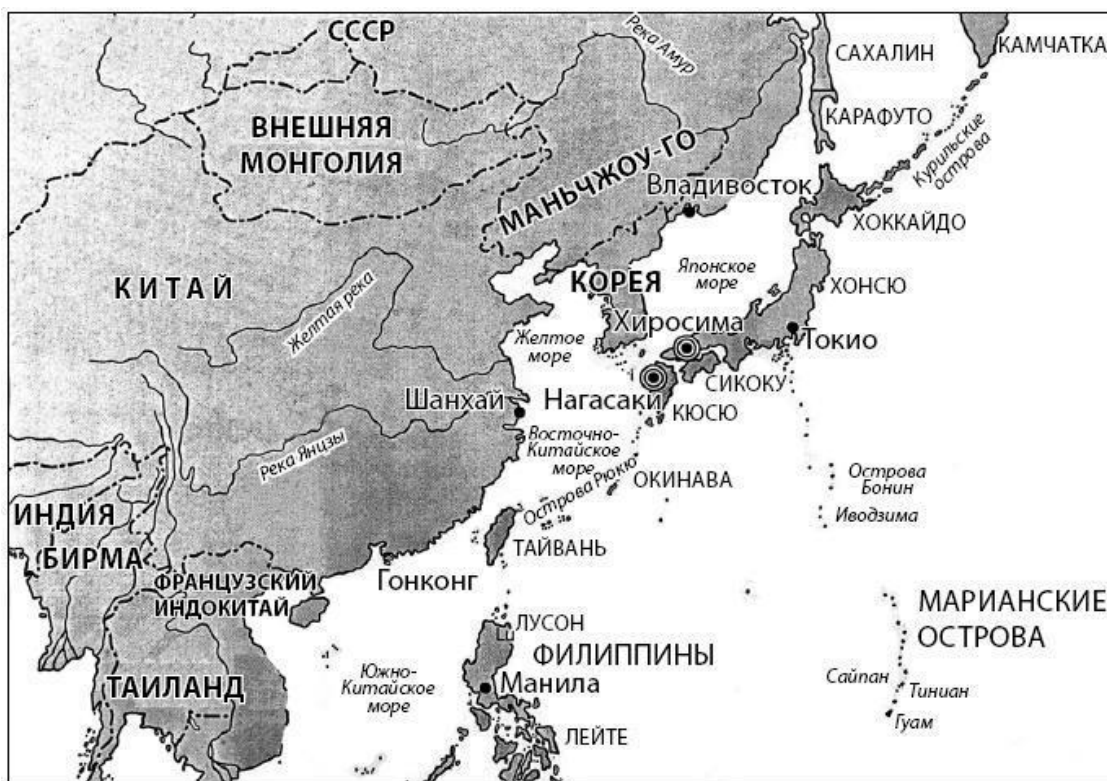 СССР
Река Амур
САХАЛИН
КАМЧАТКА
ВНЕШНЯЯ
МОНГОЛИЯ
КАРАФУТО
Курильские
острова
МАНЬЧЖОУ-ГО
Владивосток
ХОККАЙДО
КИТАЙ
КОРЕЯ
Японское
море
ХОНСЮ
Желтая река
Хиросима
Желтое
море
Токио
СИКОКУ
Шанхай
Нагасаки
КЮСЮ
Река Янцзы
Восточно-
Китайское
море
Острова Рюкю
ОКИНАВА
Острова
Бонин
Иводзима
ИНДИЯ
БИРМА
ТАЙВАНЬ
ФРАНЦУЗСКИЙ
ИНДОКИТАЙ
Гонконг
ЛУСОН
ФИЛИППИНЫ
МАРИАНСКИЕ
ОСТРОВА
Южно-
Китайское
море
Манила
ТАИЛАНД
Сайпан
Тиниан
Гуам
ЛЕЙТЕ